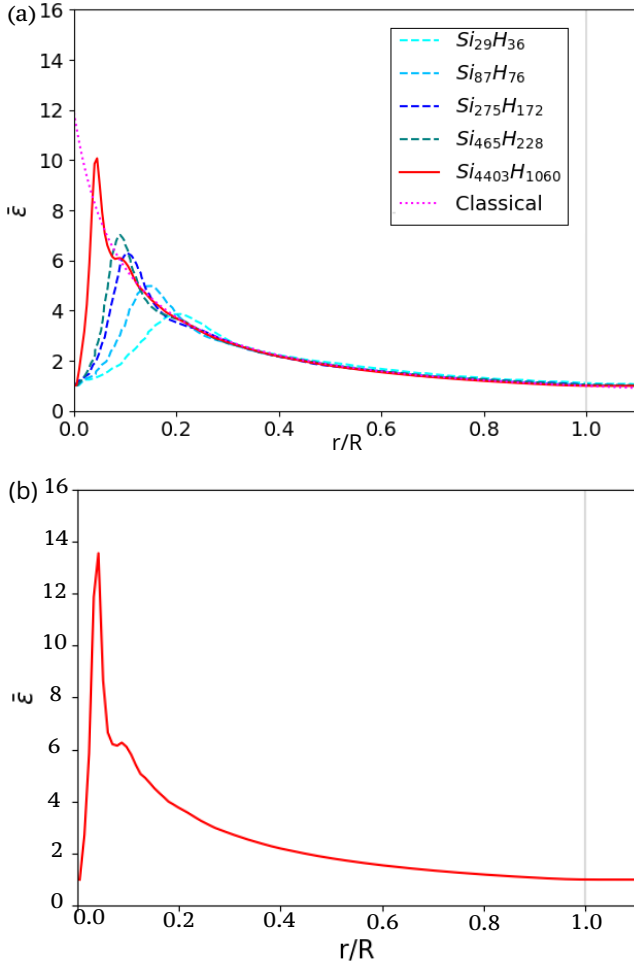 (a)
16
14
12
10
8
6
4
2
0
ε̄
Si₂₉H₃₆
Si₈₇H₇₆
Si₂₇₅H₁₇₂
Si₄₆₅H₂₂₈
Si₄₄₀₃H₁₀₆₀
Classical
0.0 0.2 0.4 0.6 0.8 1.0
r/R
(b)
16
14
12
10
8
6
4
2
0
ε̄
0.0 0.2 0.4 0.6 0.8 1.0
r/R